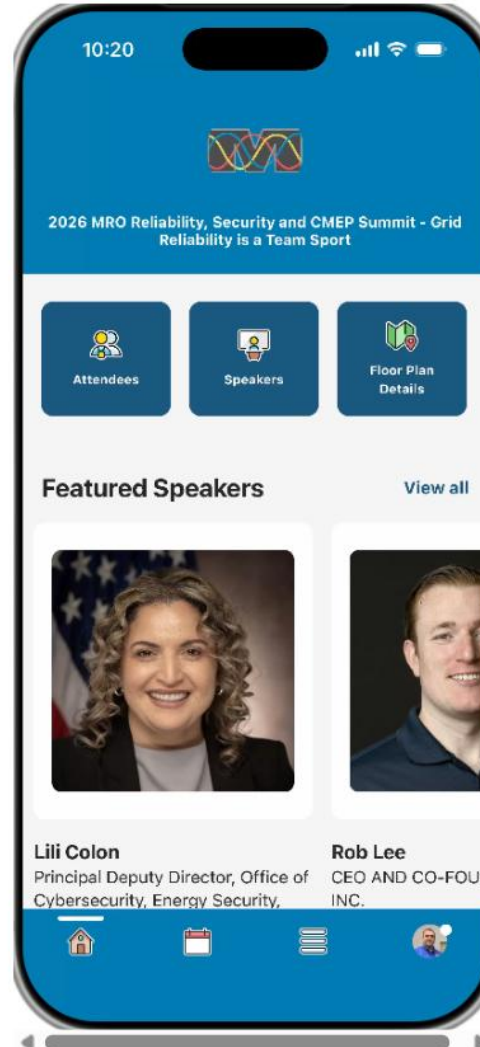 10:20
2026 MRO Reliability, Security and CMEP Summit - Grid
Reliability is a Team Sport
Attendees
Speakers
Floor Plan
Details
Featured Speakers
View all
Lili Colon
Principal Deputy Director, Office of
Cybersecurity, Energy Security,
Rob Lee
CEO AND CO-FOU
INC.